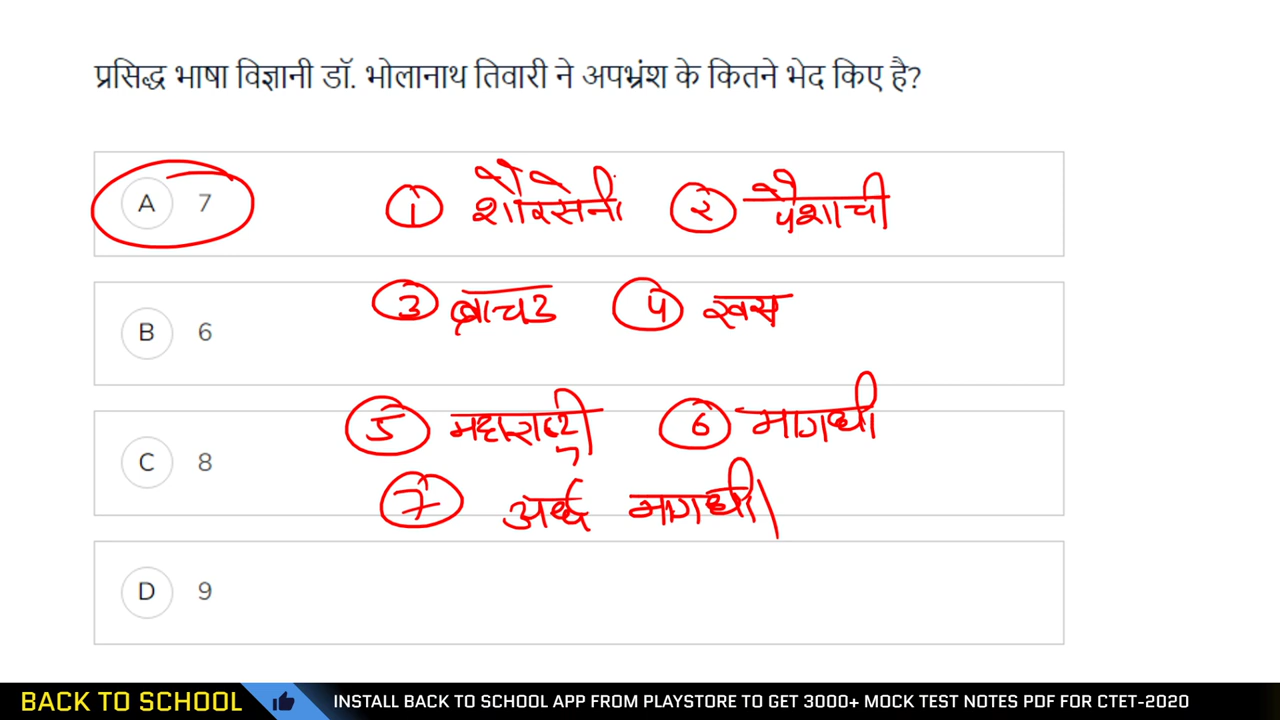 प्रसिद्ध भाषा विज्ञानी डॉ. भोलानाथ तिवारी ने अपभ्रंश के कितने भेद किए है?
A 7 ① शौरसेनी ② पैशाची
B 6 ③ ब्राचड ④ खस
C 8 ⑤ महाराष्ट्री ⑥ मागधी
⑦ अर्द्ध मागधी।
D 9
BACK TO SCHOOL INSTALL BACK TO SCHOOL APP FROM PLAYSTORE TO GET 3000+ MOCK TEST NOTES PDF FOR CTET-2020